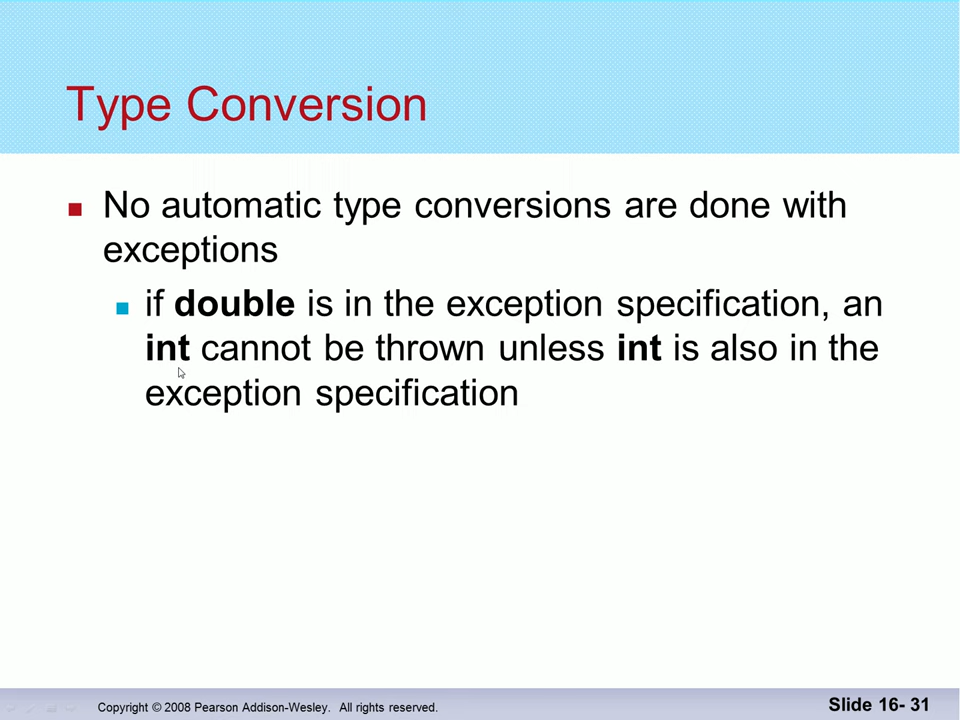 Type Conversion
No automatic type conversions are done with
exceptions
if double is in the exception specification, an
int cannot be thrown unless int is also in the
exception specification
Copyright © 2008 Pearson Addison-Wesley. All rights reserved.
Slide 16- 31